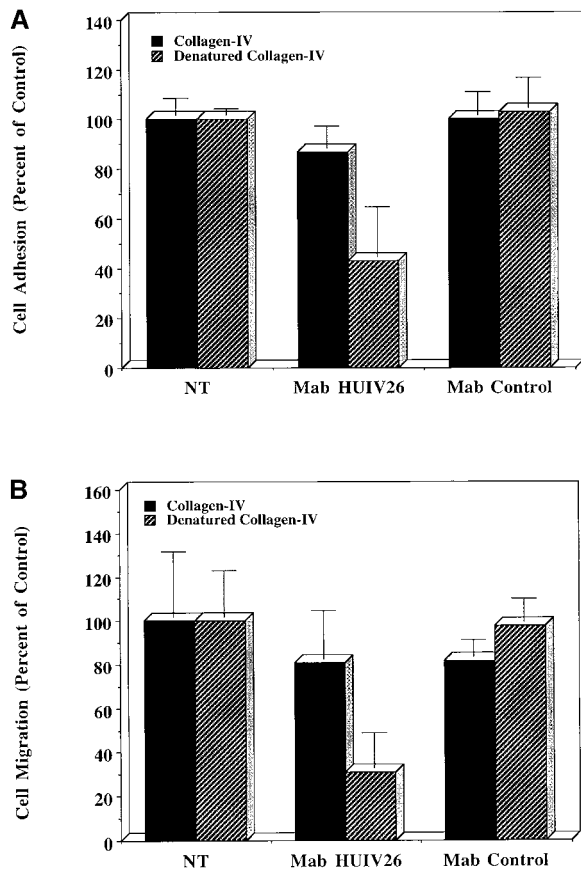 A
140
120
100
80
60
40
20
0
Cell Adhesion (Percent of Control)
Collagen-IV
Denatured Collagen-IV
NT
Mab HUIV26
Mab Control
B
160
140
120
100
80
60
40
20
0
Cell Migration (Percent of Control)
Collagen-IV
Denatured Collagen-IV
NT
Mab HUIV26
Mab Control